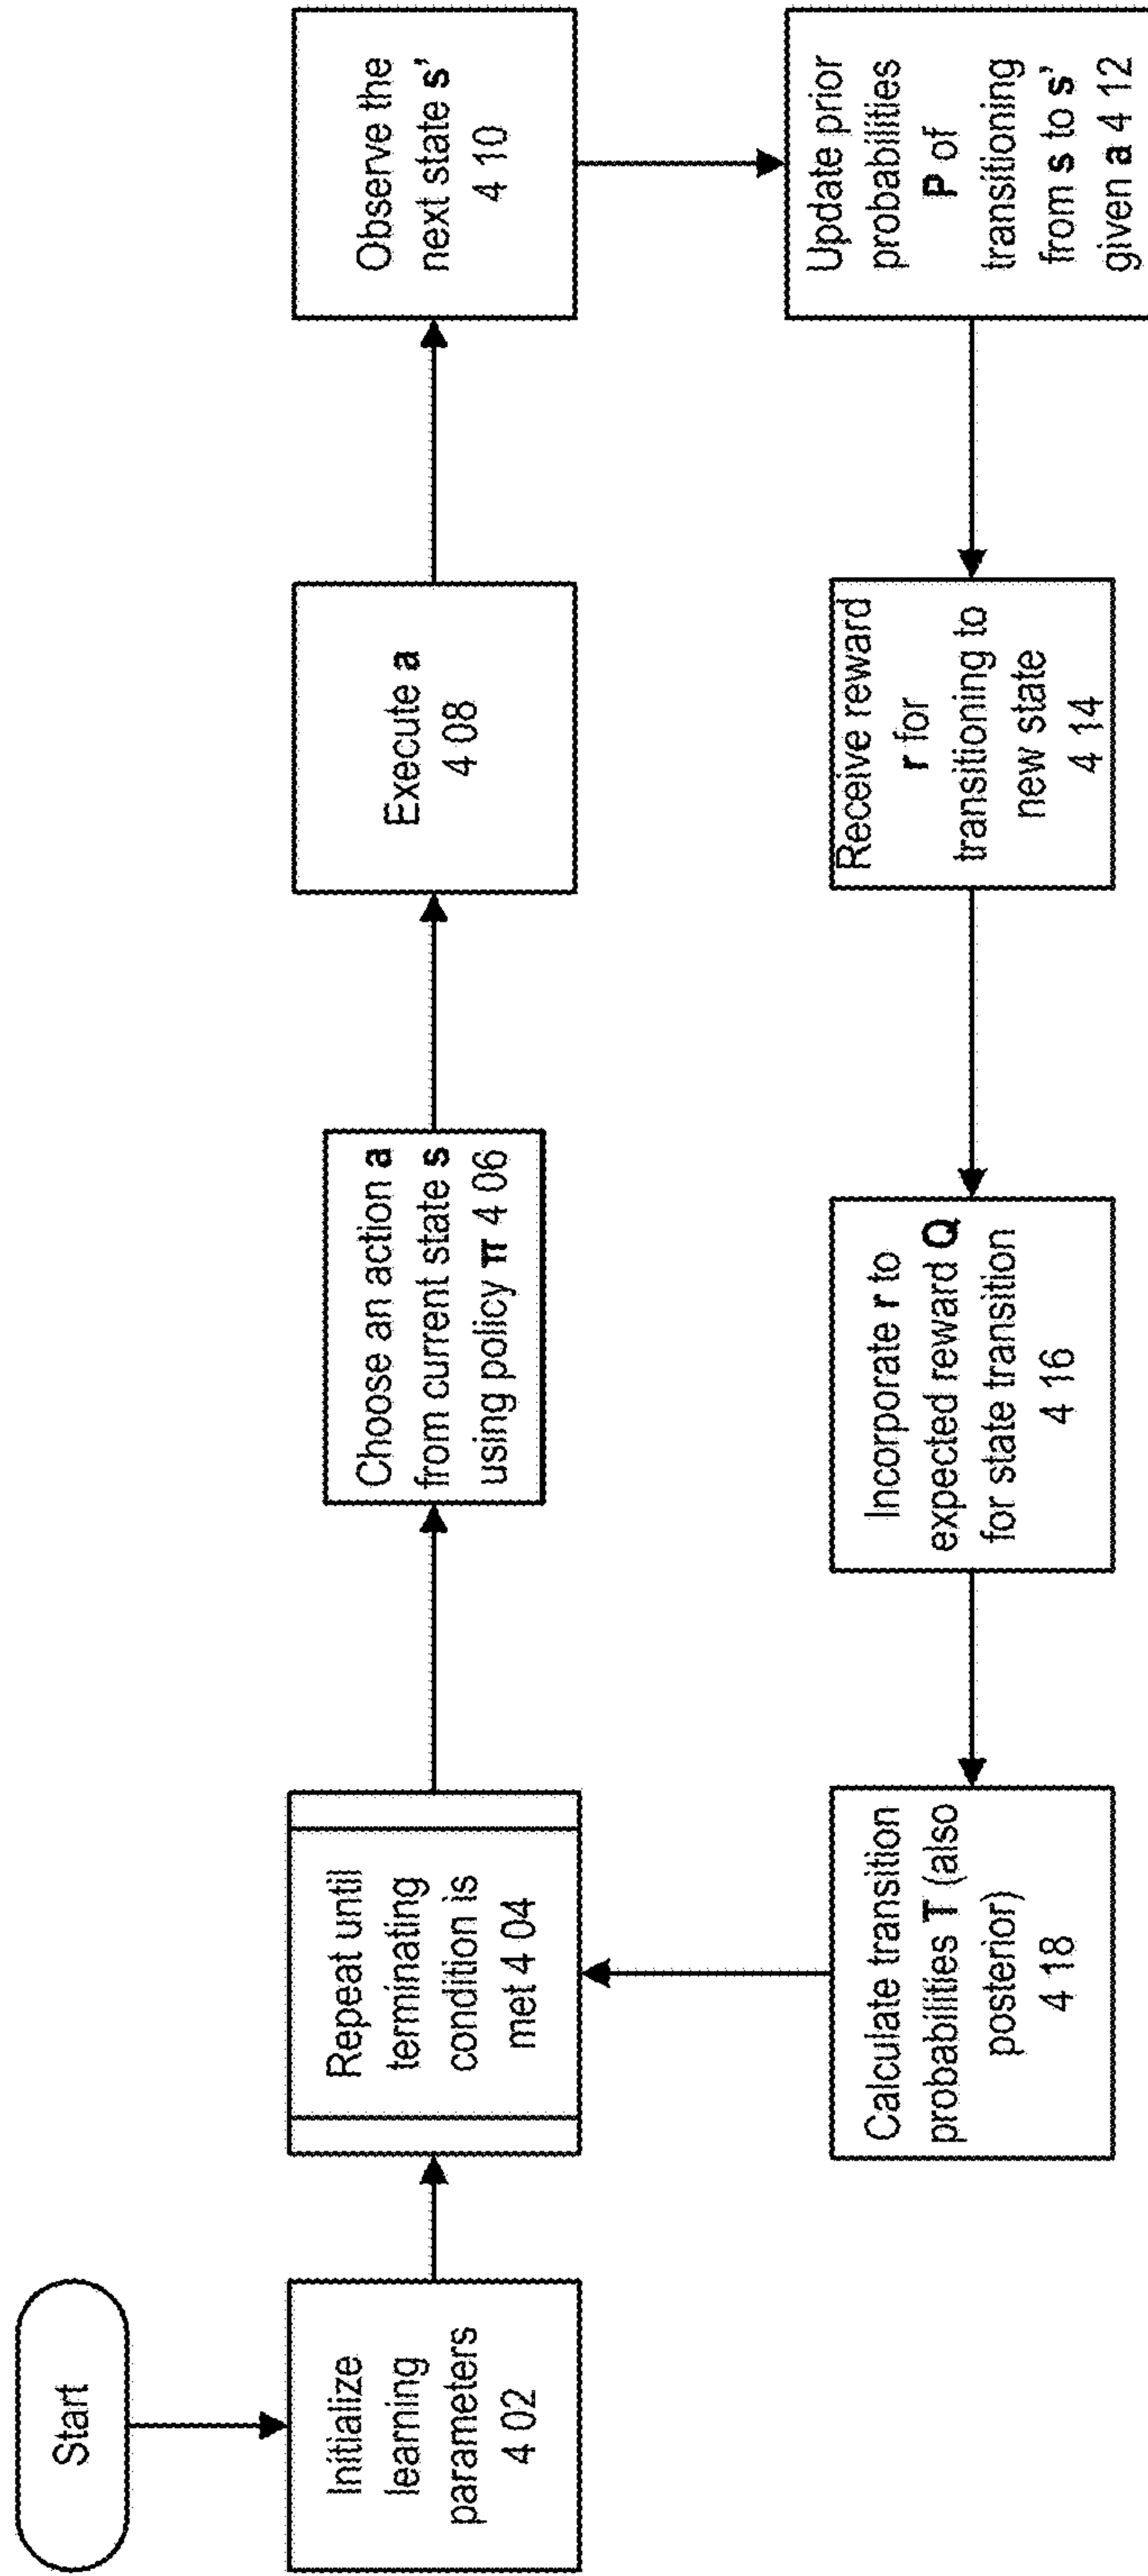 Start
Initialize
learning
parameters
4 02
Repeat until
terminating
condition is
met 4 04
Choose an action a
from current state s
using policy π 4 06
Execute a
4 08
Observe the
next state s'
4 10
Update prior
probabilities
P of
transitioning
from s to s'
given a 4 12
Receive reward
r for
transitioning to
new state
4 14
Incorporate r to
expected reward Q
for state transition
4 16
Calculate transition
probabilities T (also
posterior)
4 18